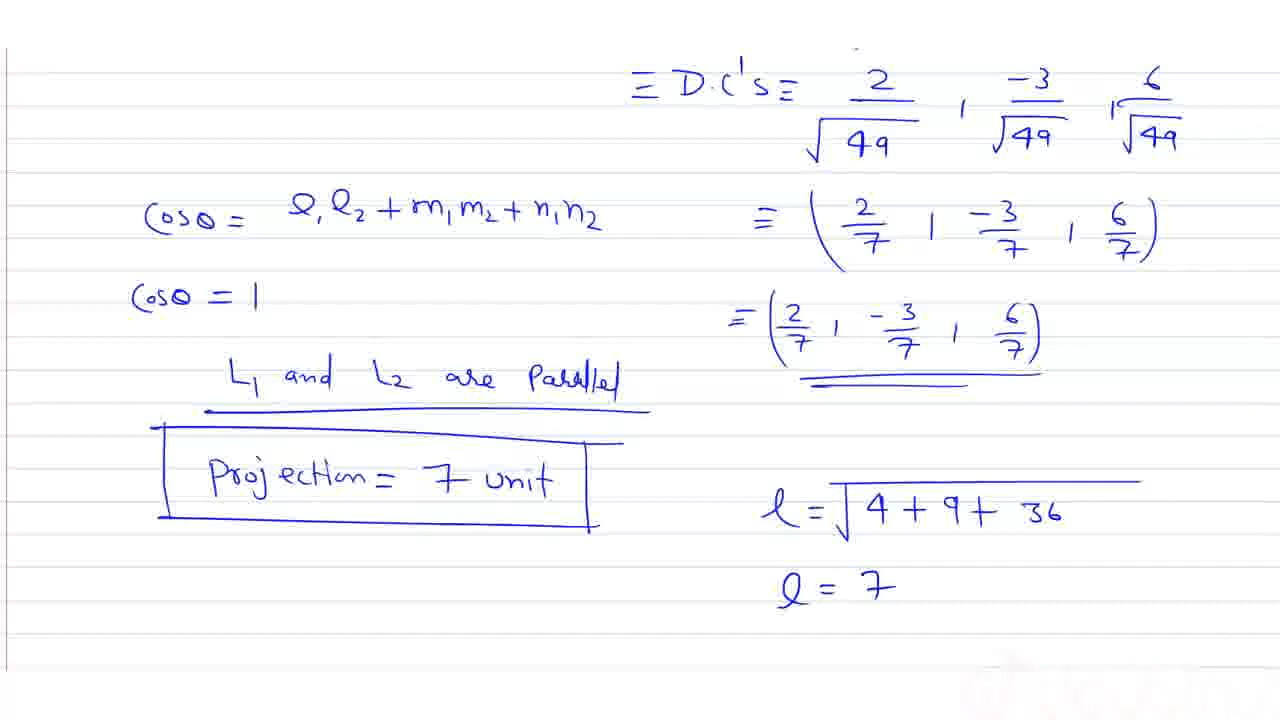 ≡ D.C's ≡ 2/√49 , -3/√49 , 6/√49
cosθ = l₁l₂ + m₁m₂ + n₁n₂
≡ (2/7 , -3/7 , 6/7)
cosθ = 1
≡ (2/7 , -3/7 , 6/7)
L₁ and L₂ are parallel
projection = 7 unit
l = √4 + 9 + 36
l = 7